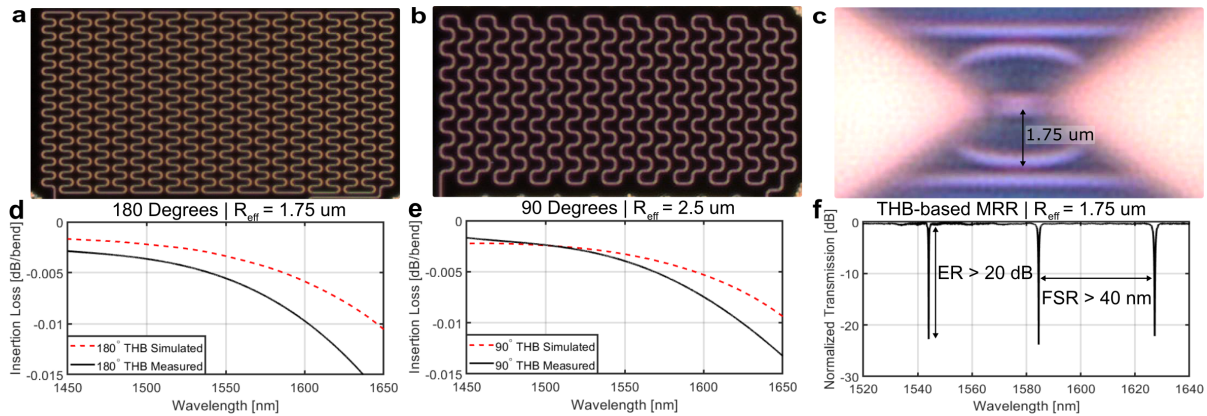 a
b
c
1.75 um
d
180 Degrees | R_eff = 1.75 um
Insertion Loss [dB/bend]
0
-0.005
-0.01
-0.015
180° THB Simulated
180° THB Measured
1450
1500
1550
1600
1650
Wavelength [nm]
e
90 Degrees | R_eff = 2.5 um
Insertion Loss [dB/bend]
0
-0.005
-0.01
-0.015
90° THB Simulated
90° THB Measured
1450
1500
1550
1600
1650
Wavelength [nm]
f
THB-based MRR | R_eff = 1.75 um
Normalized Transmission [dB]
0
-10
-20
-30
ER > 20 dB
FSR > 40 nm
1520
1540
1560
1580
1600
1620
1640
Wavelength [nm]